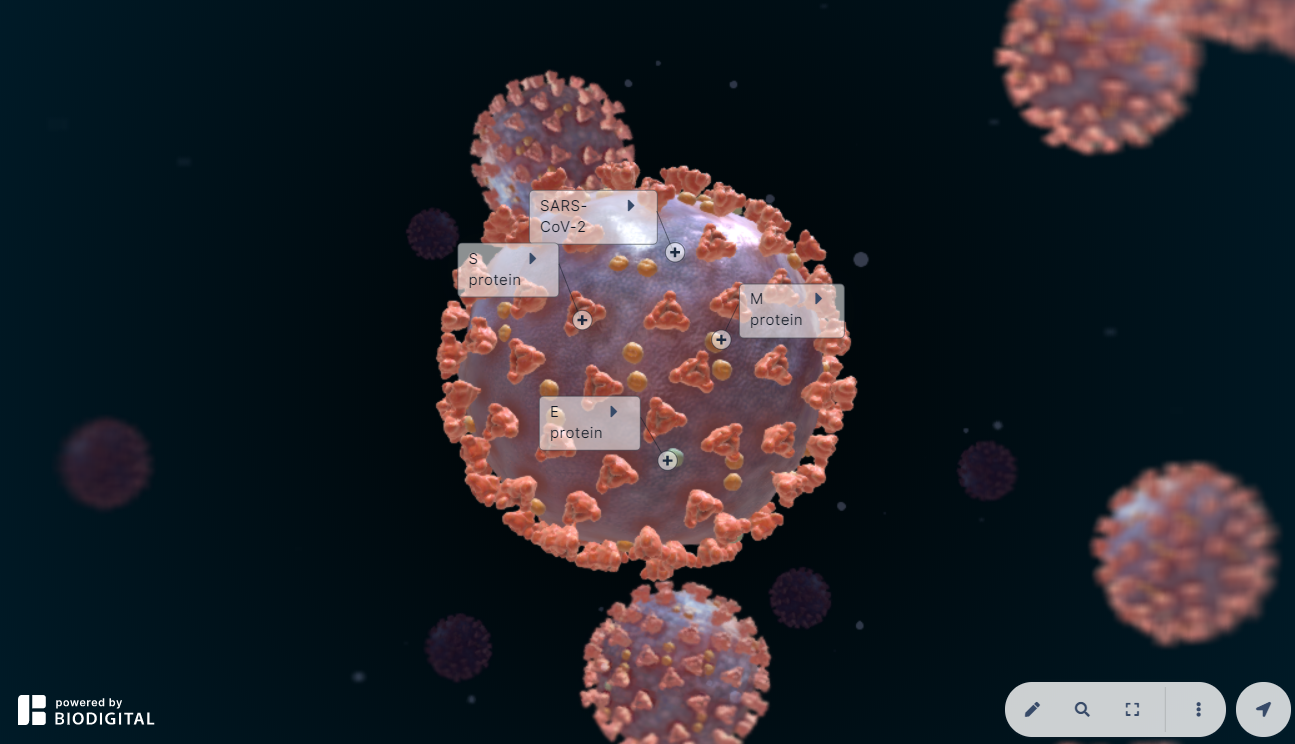 SARS-
CoV-2
S
protein
M
protein
E
protein
powered by
BIODIGITAL